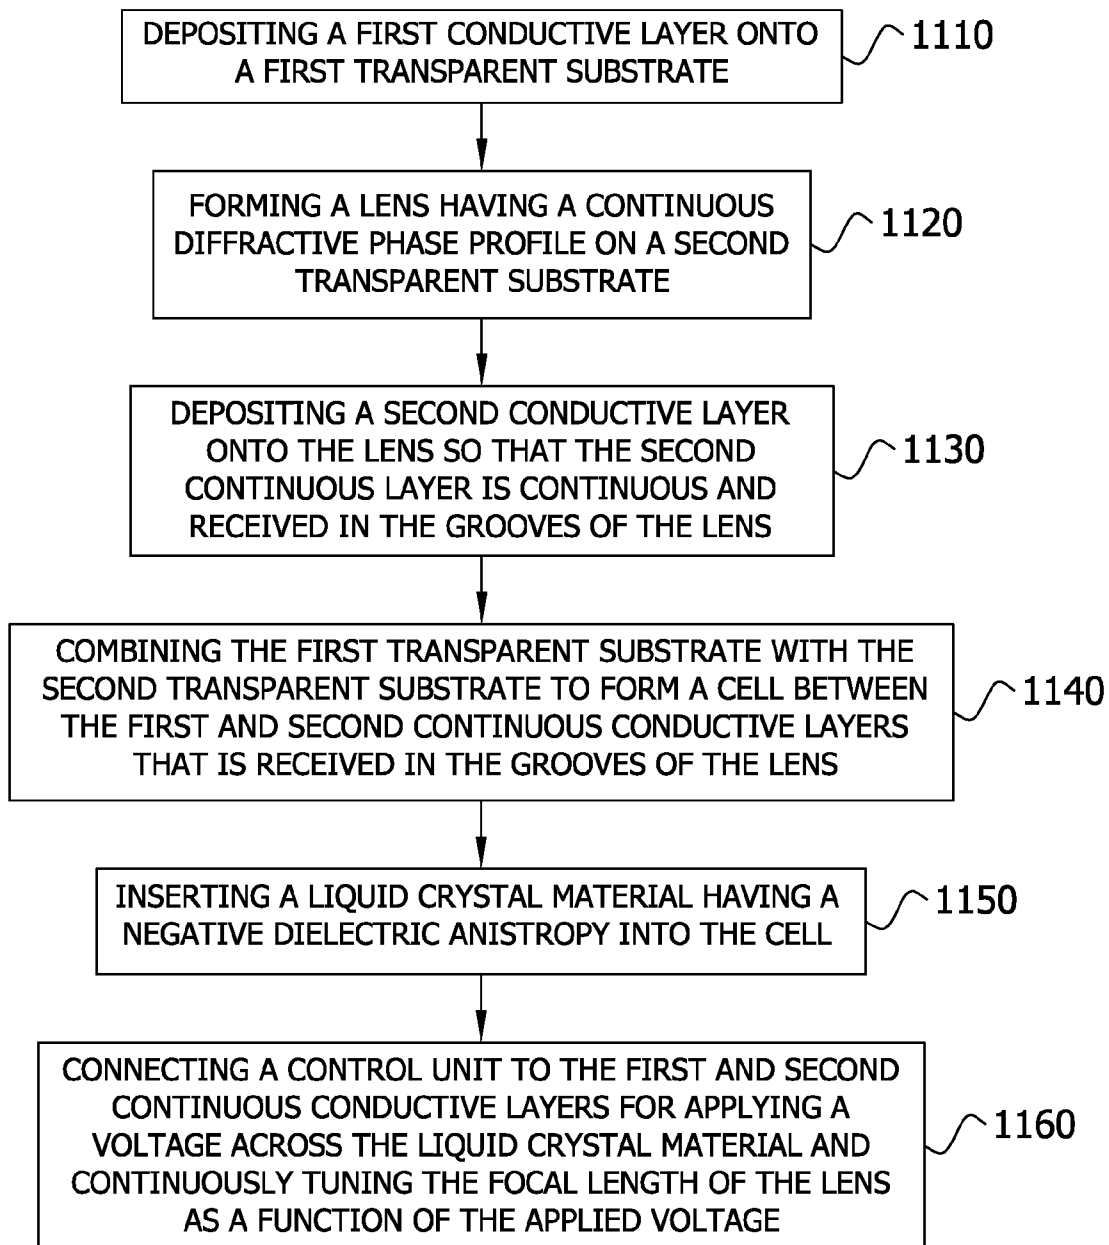 DEPOSITING A FIRST CONDUCTIVE LAYER ONTO
A FIRST TRANSPARENT SUBSTRATE
1110
FORMING A LENS HAVING A CONTINUOUS
DIFFRACTIVE PHASE PROFILE ON A SECOND
TRANSPARENT SUBSTRATE
1120
DEPOSITING A SECOND CONDUCTIVE LAYER
ONTO THE LENS SO THAT THE SECOND
CONTINUOUS LAYER IS CONTINUOUS AND
RECEIVED IN THE GROOVES OF THE LENS
1130
COMBINING THE FIRST TRANSPARENT SUBSTRATE WITH THE
SECOND TRANSPARENT SUBSTRATE TO FORM A CELL BETWEEN
THE FIRST AND SECOND CONTINUOUS CONDUCTIVE LAYERS
THAT IS RECEIVED IN THE GROOVES OF THE LENS
1140
INSERTING A LIQUID CRYSTAL MATERIAL HAVING A
NEGATIVE DIELECTRIC ANISTROPY INTO THE CELL
1150
CONNECTING A CONTROL UNIT TO THE FIRST AND SECOND
CONTINUOUS CONDUCTIVE LAYERS FOR APPLYING A
VOLTAGE ACROSS THE LIQUID CRYSTAL MATERIAL AND
CONTINUOUSLY TUNING THE FOCAL LENGTH OF THE LENS
AS A FUNCTION OF THE APPLIED VOLTAGE
1160